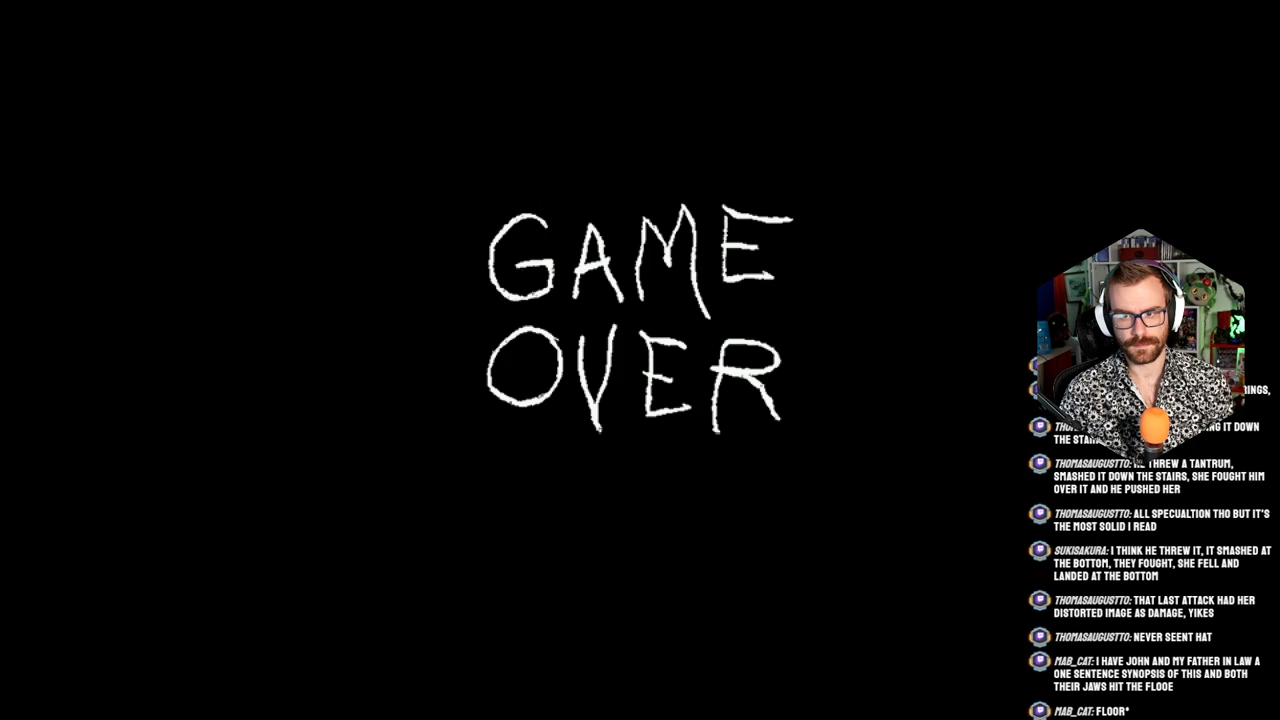 GAME
OVER
RINGS,
IT DOWN
THE
THOMASAUGUSTTO: THREW A TANTRUM,
SMASHED IT DOWN THE STAIRS, SHE FOUGHT HIM
OVER IT AND HE PUSHED HER
THOMASAUGUSTTO: ALL SPECUALTION THO BUT IT'S
THE MOST SOLID I READ
SUKISAKURA: I THINK HE THREW IT, IT SMASHED AT
THE BOTTOM, THEY FOUGHT, SHE FELL AND
LANDED AT THE BOTTOM
THOMASAUGUSTTO: THAT LAST ATTACK HAD HER
DISTORTED IMAGE AS DAMAGE, YIKES
THOMASAUGUSTTO: NEVER SEENT HAT
MAB_CAT: I HAVE JOHN AND MY FATHER IN LAW A
ONE SENTENCE SYNOPSIS OF THIS AND BOTH
THEIR JAWS HIT THE FLOOE
MAB_CAT: FLOOR*